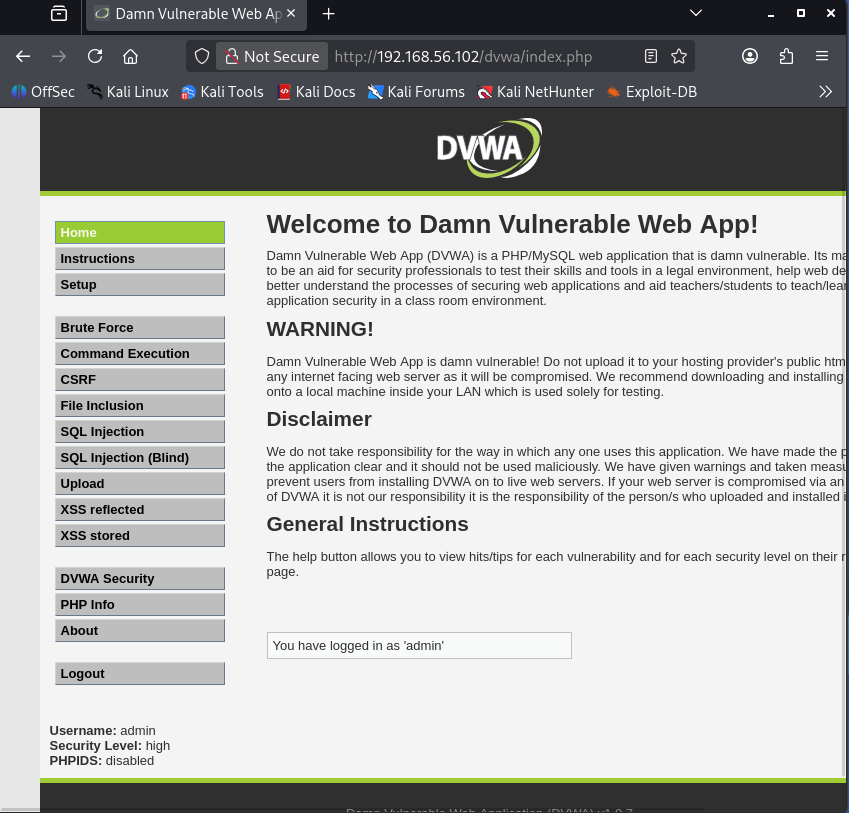 Damn Vulnerable Web Ap
Not Secure http://192.168.56.102/dvwa/index.php
OffSec Kali Linux Kali Tools Kali Docs Kali Forums Kali NetHunter Exploit-DB
DVWA
Home
Instructions
Setup
Brute Force
Command Execution
CSRF
File Inclusion
SQL Injection
SQL Injection (Blind)
Upload
XSS reflected
XSS stored
DVWA Security
PHP Info
About
Logout
Username: admin
Security Level: high
PHPIDS: disabled
Welcome to Damn Vulnerable Web App!
Damn Vulnerable Web App (DVWA) is a PHP/MySQL web application that is damn vulnerable. Its ma
to be an aid for security professionals to test their skills and tools in a legal environment, help web de
better understand the processes of securing web applications and aid teachers/students to teach/lear
application security in a class room environment.
WARNING!
Damn Vulnerable Web App is damn vulnerable! Do not upload it to your hosting provider's public htm
any internet facing web server as it will be compromised. We recommend downloading and installing
onto a local machine inside your LAN which is used solely for testing.
Disclaimer
We do not take responsibility for the way in which any one uses this application. We have made the p
the application clear and it should not be used maliciously. We have given warnings and taken measu
prevent users from installing DVWA on to live web servers. If your web server is compromised via an
of DVWA it is not our responsibility it is the responsibility of the person/s who uploaded and installed i
General Instructions
The help button allows you to view hits/tips for each vulnerability and for each security level on their r
page.
You have logged in as 'admin'
Damn Vulnerable Web Application (DVWA) v1.0.7